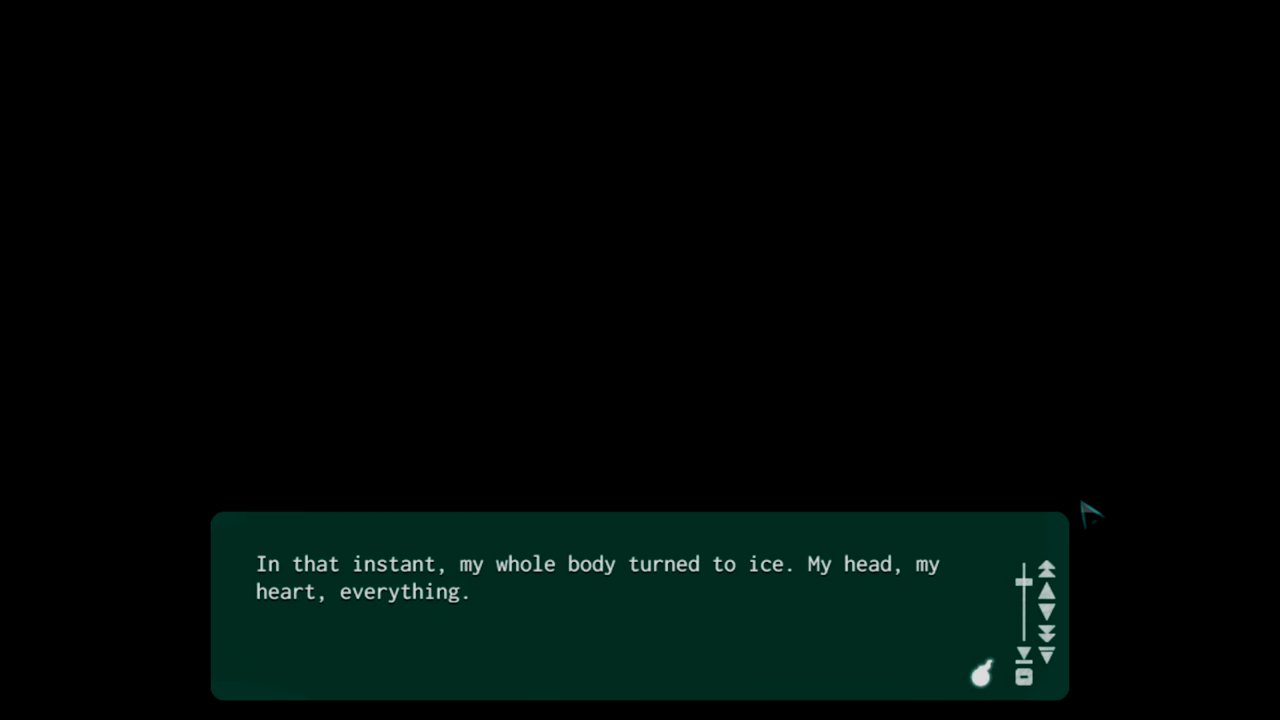 In that instant, my whole body turned to ice. My head, my
heart, everything.